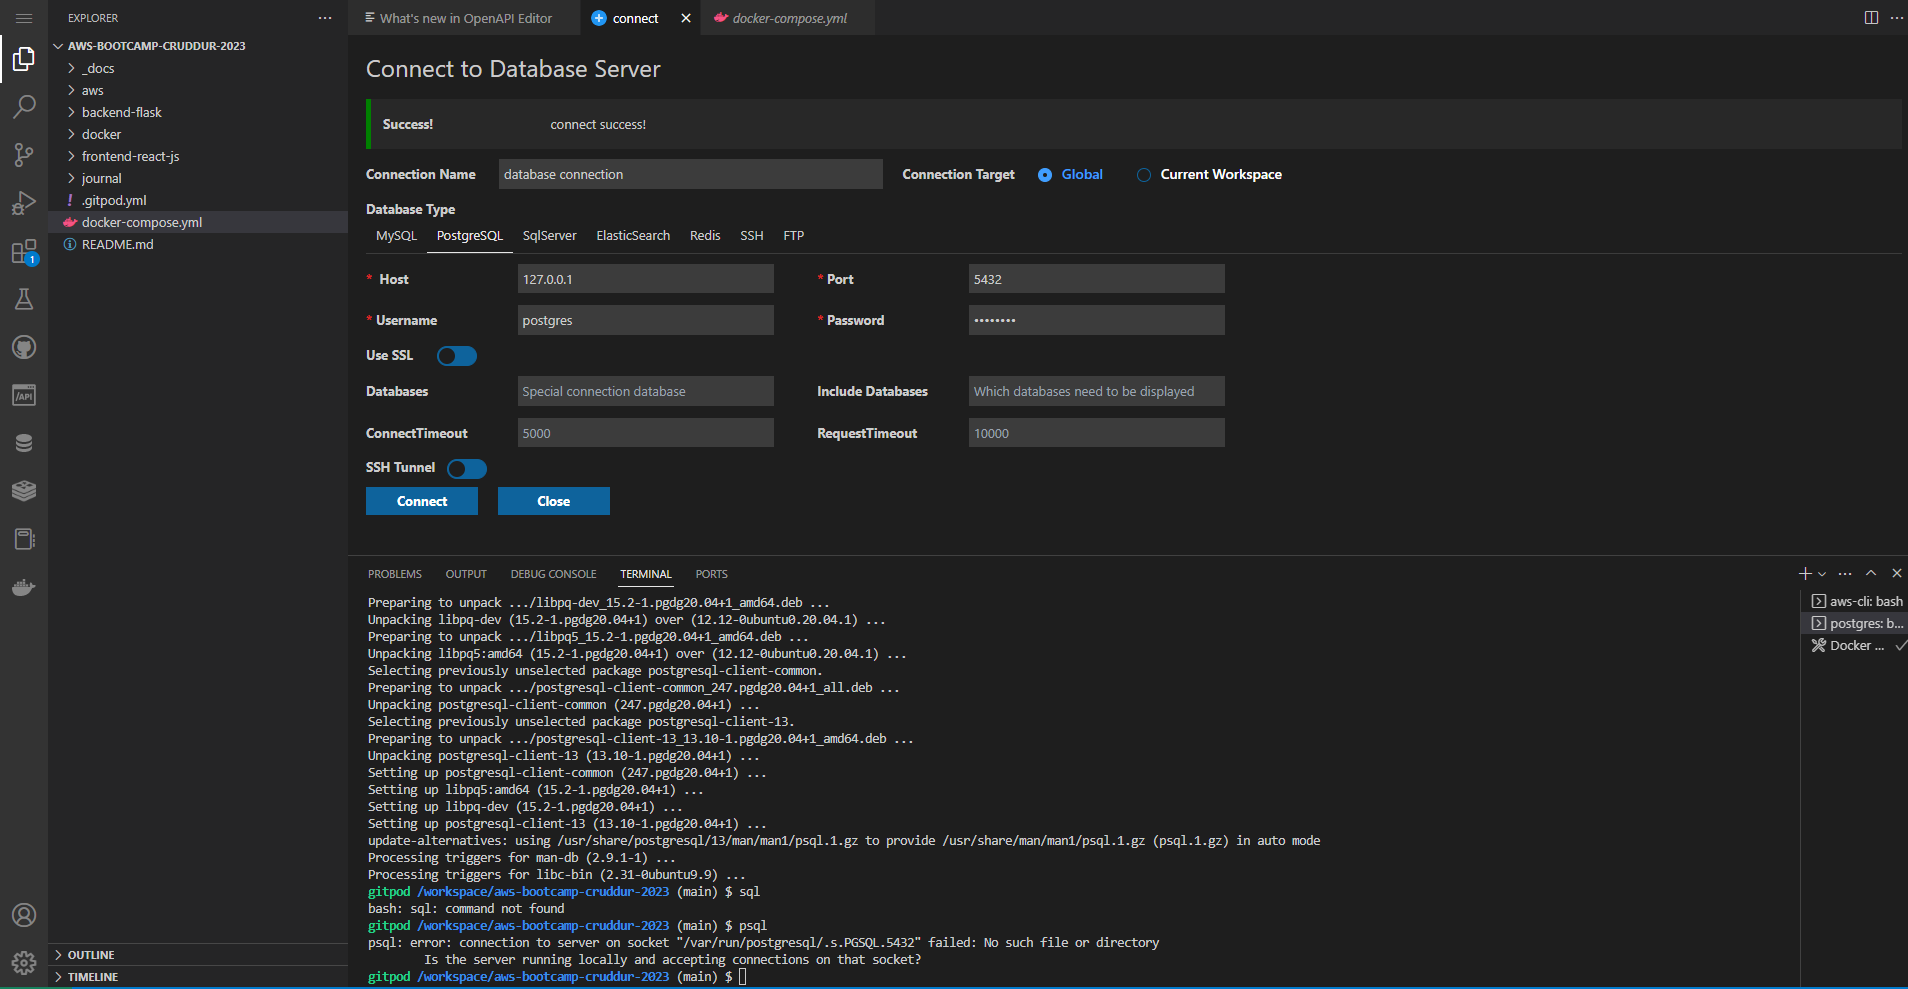 EXPLORER
AWS-BOOTCAMP-CRUDDUR-2023
_docs
aws
backend-flask
docker
frontend-react-js
journal
! .gitpod.yml
docker-compose.yml
README.md
1
OUTLINE
TIMELINE
/API
What's new in OpenAPI Editor
connect
docker-compose.yml
Connect to Database Server
Success! connect success!
Connection Name database connection Connection Target Global Current Workspace
Database Type
MySQL PostgreSQL SqlServer ElasticSearch Redis SSH FTP
* Host 127.0.0.1 * Port 5432
* Username postgres * Password ••••••••
Use SSL
Databases Special connection database Include Databases Which databases need to be displayed
ConnectTimeout 5000 RequestTimeout 10000
SSH Tunnel
Connect Close
PROBLEMS OUTPUT DEBUG CONSOLE TERMINAL PORTS
Preparing to unpack .../libpq-dev_15.2-1.pgdg20.04+1_amd64.deb ...
Unpacking libpq-dev (15.2-1.pgdg20.04+1) over (12.12-0ubuntu0.20.04.1) ...
Preparing to unpack .../libpq5_15.2-1.pgdg20.04+1_amd64.deb ...
Unpacking libpq5:amd64 (15.2-1.pgdg20.04+1) over (12.12-0ubuntu0.20.04.1) ...
Selecting previously unselected package postgresql-client-common.
Preparing to unpack .../postgresql-client-common_247.pgdg20.04+1_all.deb ...
Unpacking postgresql-client-common (247.pgdg20.04+1) ...
Selecting previously unselected package postgresql-client-13.
Preparing to unpack .../postgresql-client-13_13.10-1.pgdg20.04+1_amd64.deb ...
Unpacking postgresql-client-13 (13.10-1.pgdg20.04+1) ...
Setting up postgresql-client-common (247.pgdg20.04+1) ...
Setting up libpq5:amd64 (15.2-1.pgdg20.04+1) ...
Setting up libpq-dev (15.2-1.pgdg20.04+1) ...
Setting up postgresql-client-13 (13.10-1.pgdg20.04+1) ...
update-alternatives: using /usr/share/postgresql/13/man/man1/psql.1.gz to provide /usr/share/man/man1/psql.1.gz (psql.1.gz) in auto mode
Processing triggers for man-db (2.9.1-1) ...
Processing triggers for libc-bin (2.31-0ubuntu9.9) ...
gitpod /workspace/aws-bootcamp-cruddur-2023 (main) $ sql
bash: sql: command not found
gitpod /workspace/aws-bootcamp-cruddur-2023 (main) $ psql
psql: error: connection to server on socket "/var/run/postgresql/.s.PGSQL.5432" failed: No such file or directory
Is the server running locally and accepting connections on that socket?
gitpod /workspace/aws-bootcamp-cruddur-2023 (main) $
aws-cli: bash
postgres: b...
Docker ...